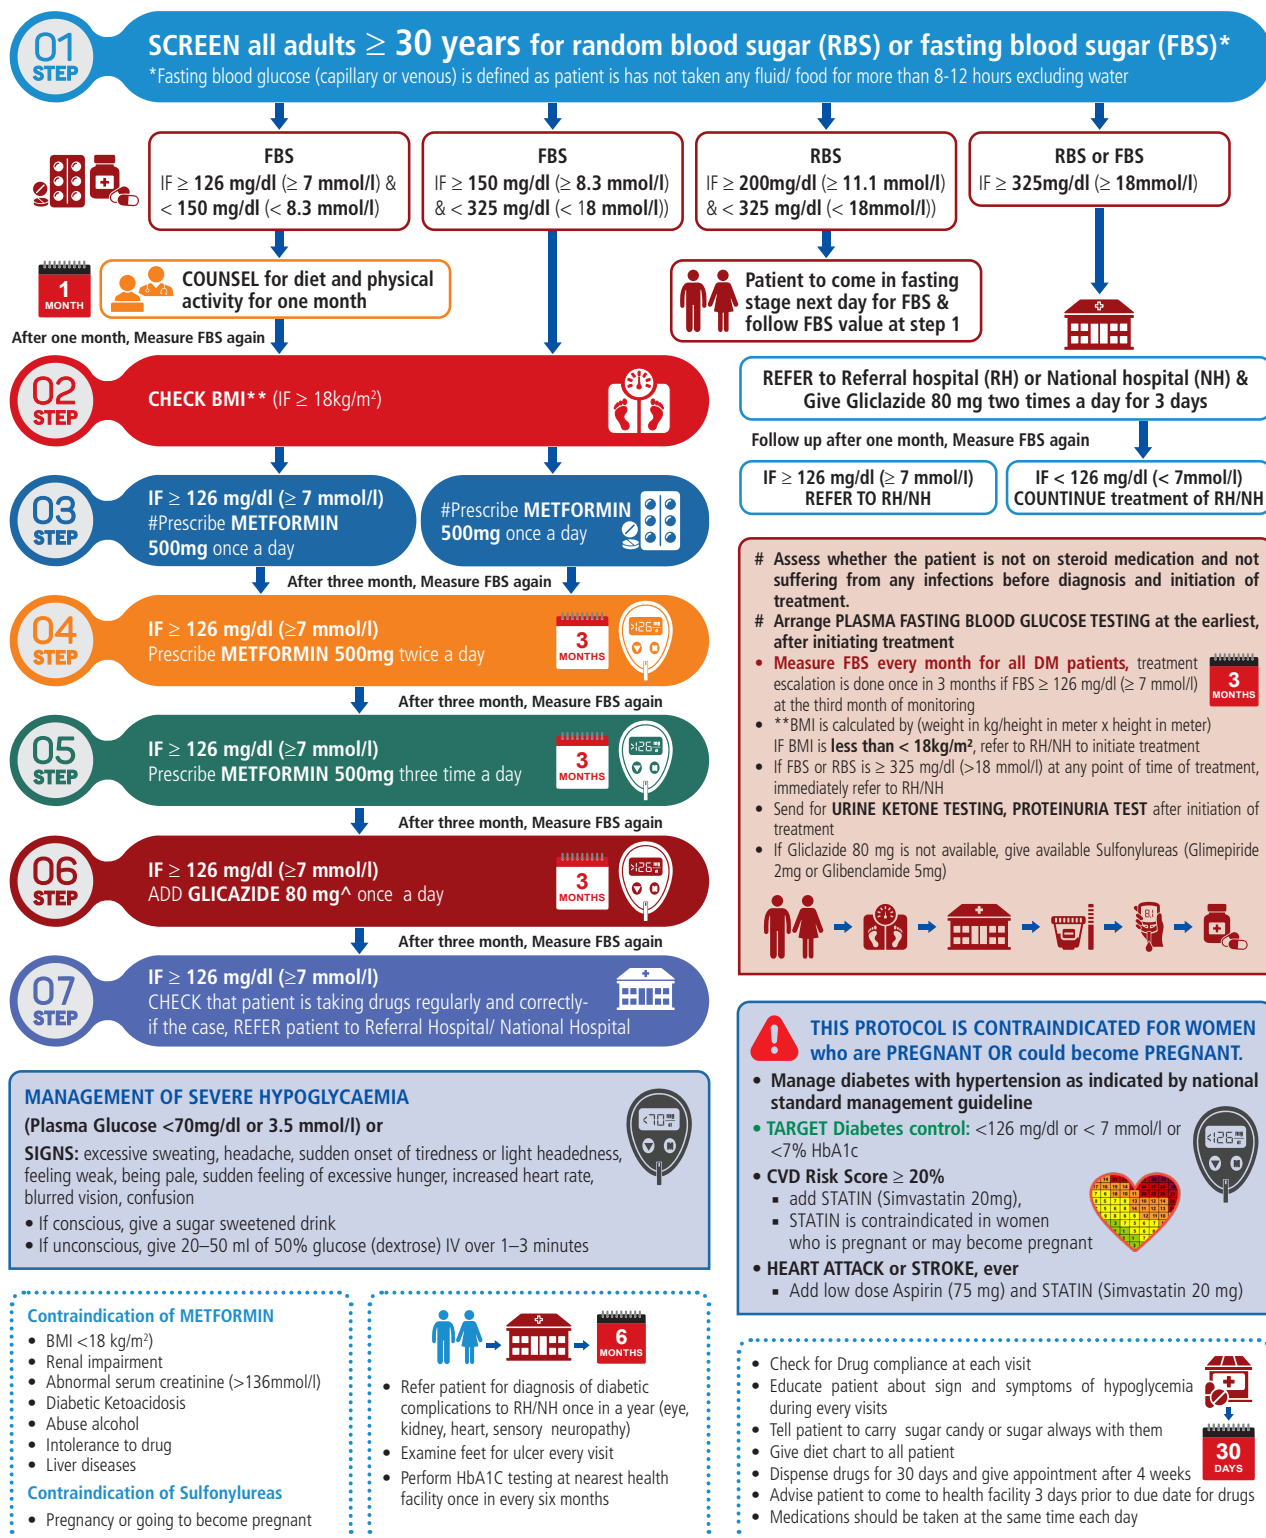 01
STEP
SCREEN all adults ≥ 30 years for random blood sugar (RBS) or fasting blood sugar (FBS)*
*Fasting blood glucose (capillary or venous) is defined as patient is has not taken any fluid/ food for more than 8-12 hours excluding water
FBS
IF ≥ 126 mg/dl (≥ 7 mmol/l) &
< 150 mg/dl (< 8.3 mmol/l)
FBS
IF ≥ 150 mg/dl (≥ 8.3 mmol/l)
& < 325 mg/dl (< 18 mmol/l))
RBS
IF ≥ 200mg/dl (≥ 11.1 mmol/l)
& < 325 mg/dl (< 18mmol/l))
RBS or FBS
IF ≥ 325mg/dl (≥ 18mmol/l)
1
MONTH
COUNSEL for diet and physical
activity for one month
After one month, Measure FBS again
Patient to come in fasting
stage next day for FBS &
follow FBS value at step 1
02
STEP
CHECK BMI** (IF ≥ 18kg/m²)
REFER to Referral hospital (RH) or National hospital (NH) &
Give Gliclazide 80 mg two times a day for 3 days
Follow up after one month, Measure FBS again
IF ≥ 126 mg/dl (≥ 7 mmol/l)
REFER TO RH/NH
IF < 126 mg/dl (< 7mmol/l)
COUNTINUE treatment of RH/NH
03
STEP
IF ≥ 126 mg/dl (≥ 7 mmol/l)
#Prescribe METFORMIN
500mg once a day
#Prescribe METFORMIN
500mg once a day
After three month, Measure FBS again
04
STEP
IF ≥ 126 mg/dl (≥7 mmol/l)
Prescribe METFORMIN 500mg twice a day
3
MONTHS
>126
After three month, Measure FBS again
05
STEP
IF ≥ 126 mg/dl (≥7 mmol/l)
Prescribe METFORMIN 500mg three time a day
3
MONTHS
>126
After three month, Measure FBS again
06
STEP
IF ≥ 126 mg/dl (≥7 mmol/l)
ADD GLICAZIDE 80 mg^ once a day
3
MONTHS
>126
After three month, Measure FBS again
07
STEP
IF ≥ 126 mg/dl (≥7 mmol/l)
CHECK that patient is taking drugs regularly and correctly-
if the case, REFER patient to Referral Hospital/ National Hospital
# Assess whether the patient is not on steroid medication and not
suffering from any infections before diagnosis and initiation of
treatment.
# Arrange PLASMA FASTING BLOOD GLUCOSE TESTING at the earliest,
after initiating treatment
• Measure FBS every month for all DM patients, treatment
escalation is done once in 3 months if FBS ≥ 126 mg/dl (≥ 7 mmol/l)
at the third month of monitoring
3
MONTHS
• **BMI is calculated by (weight in kg/height in meter x height in meter)
IF BMI is less than < 18kg/m², refer to RH/NH to initiate treatment
• If FBS or RBS is ≥ 325 mg/dl (>18 mmol/l) at any point of time of treatment,
immediately refer to RH/NH
• Send for URINE KETONE TESTING, PROTEINURIA TEST after initiation of
treatment
• If Gliclazide 80 mg is not available, give available Sulfonylureas (Glimepiride
2mg or Glibenclamide 5mg)
8.1
MANAGEMENT OF SEVERE HYPOGLYCAEMIA
(Plasma Glucose <70mg/dl or 3.5 mmol/l) or
SIGNS: excessive sweating, headache, sudden onset of tiredness or light headedness,
feeling weak, being pale, sudden feeling of excessive hunger, increased heart rate,
blurred vision, confusion
• If conscious, give a sugar sweetened drink
• If unconscious, give 20–50 ml of 50% glucose (dextrose) IV over 1–3 minutes
<70
THIS PROTOCOL IS CONTRAINDICATED FOR WOMEN
who are PREGNANT OR could become PREGNANT.
• Manage diabetes with hypertension as indicated by national
standard management guideline
• TARGET Diabetes control: <126 mg/dl or < 7 mmol/l or
<7% HbA1c
• CVD Risk Score ≥ 20%
▪ add STATIN (Simvastatin 20mg),
▪ STATIN is contraindicated in women
who is pregnant or may become pregnant
• HEART ATTACK or STROKE, ever
▪ Add low dose Aspirin (75 mg) and STATIN (Simvastatin 20 mg)
<126
Contraindication of METFORMIN
• BMI <18 kg/m²)
• Renal impairment
• Abnormal serum creatinine (>136mmol/l)
• Diabetic Ketoacidosis
• Abuse alcohol
• Intolerance to drug
• Liver diseases
Contraindication of Sulfonylureas
• Pregnancy or going to become pregnant
6
MONTHS
• Refer patient for diagnosis of diabetic
complications to RH/NH once in a year (eye,
kidney, heart, sensory neuropathy)
• Examine feet for ulcer every visit
• Perform HbA1C testing at nearest health
facility once in every six months
• Check for Drug compliance at each visit
• Educate patient about sign and symptoms of hypoglycemia
during every visits
• Tell patient to carry sugar candy or sugar always with them
• Give diet chart to all patient
• Dispense drugs for 30 days and give appointment after 4 weeks
• Advise patient to come to health facility 3 days prior to due date for drugs
• Medications should be taken at the same time each day
30
DAYS